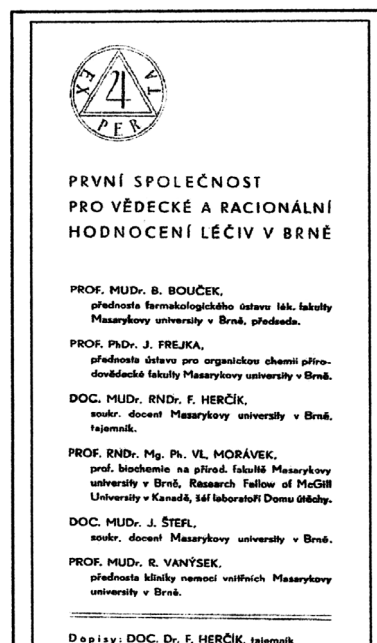 EX TA
4
PER
PRVNÍ SPOLEČNOST
PRO VĚDECKÉ A RACIONÁLNÍ
HODNOCENÍ LÉČIV V BRNĚ
PROF. MUDr. B. BOUČEK,
přednosta farmakologického ústavu lék. fakulty
Masarykovy university v Brně, předseda.
PROF. PhDr. J. FREJKA,
přednosta ústavu pro organickou chemii příro-
dovědecké fakulty Masarykovy university v Brně.
DOC. MUDr. RNDr. F. HERČÍK,
soukr. docent Masarykovy university v Brně,
tajemník.
PROF. RNDr. Mg. Ph. VL. MORÁVEK,
prof. biochemie na přírod. fakultě Masarykovy
university v Brně, Research Fellow of McGill
University v Kanadě, šéf laboratoří Domu útěchy.
DOC. MUDr. J. ŠTEFL,
soukr. docent Masarykovy university v Brně.
PROF. MUDr. R. VANÝSEK,
přednosta kliniky nemocí vnitřních Masarykovy
university v Brně.
Dopisy: DOC. Dr. F. HERČÍK, tajemník